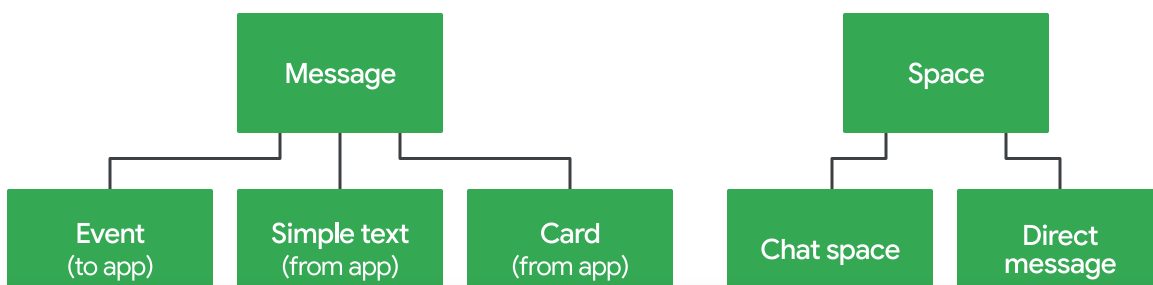 Message
Space
Event
(to app)
Simple text
(from app)
Card
(from app)
Chat space
Direct
message